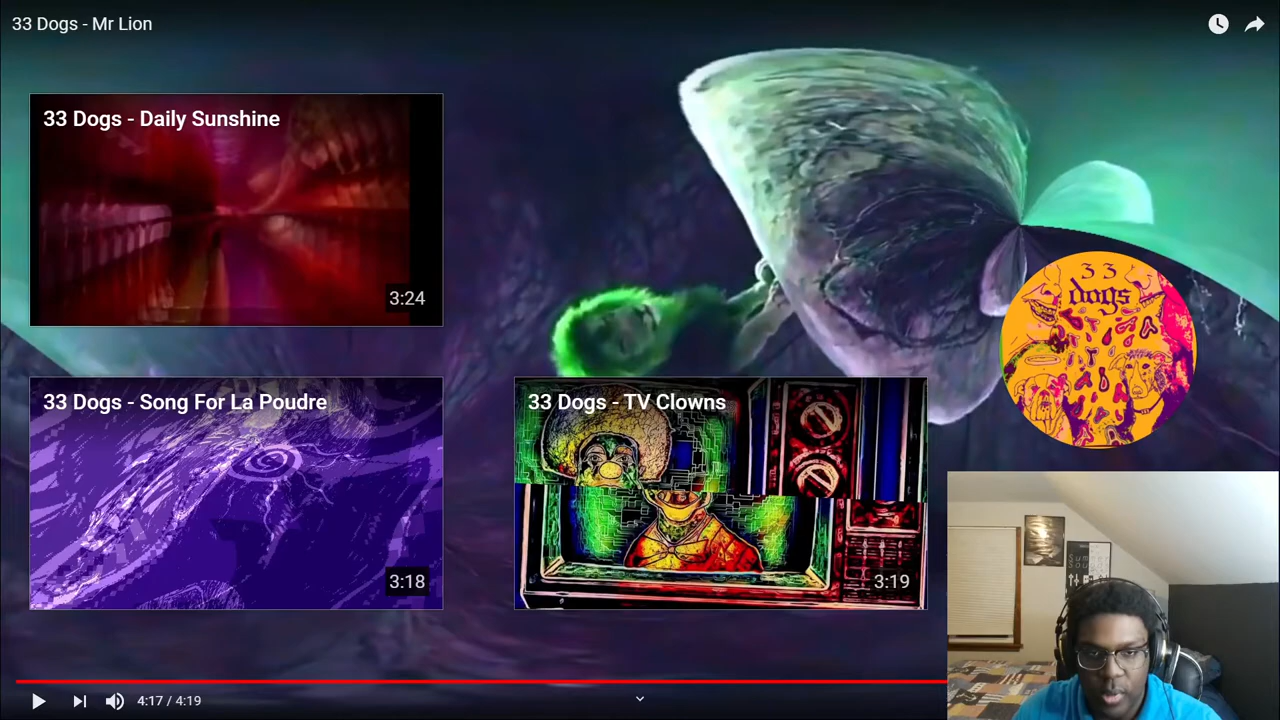 33 Dogs - Mr Lion
33 Dogs - Daily Sunshine
3:24
33
dogs
33 Dogs - Song For La Poudre
3:18
33 Dogs - TV Clowns
3:19
4:17 / 4:19